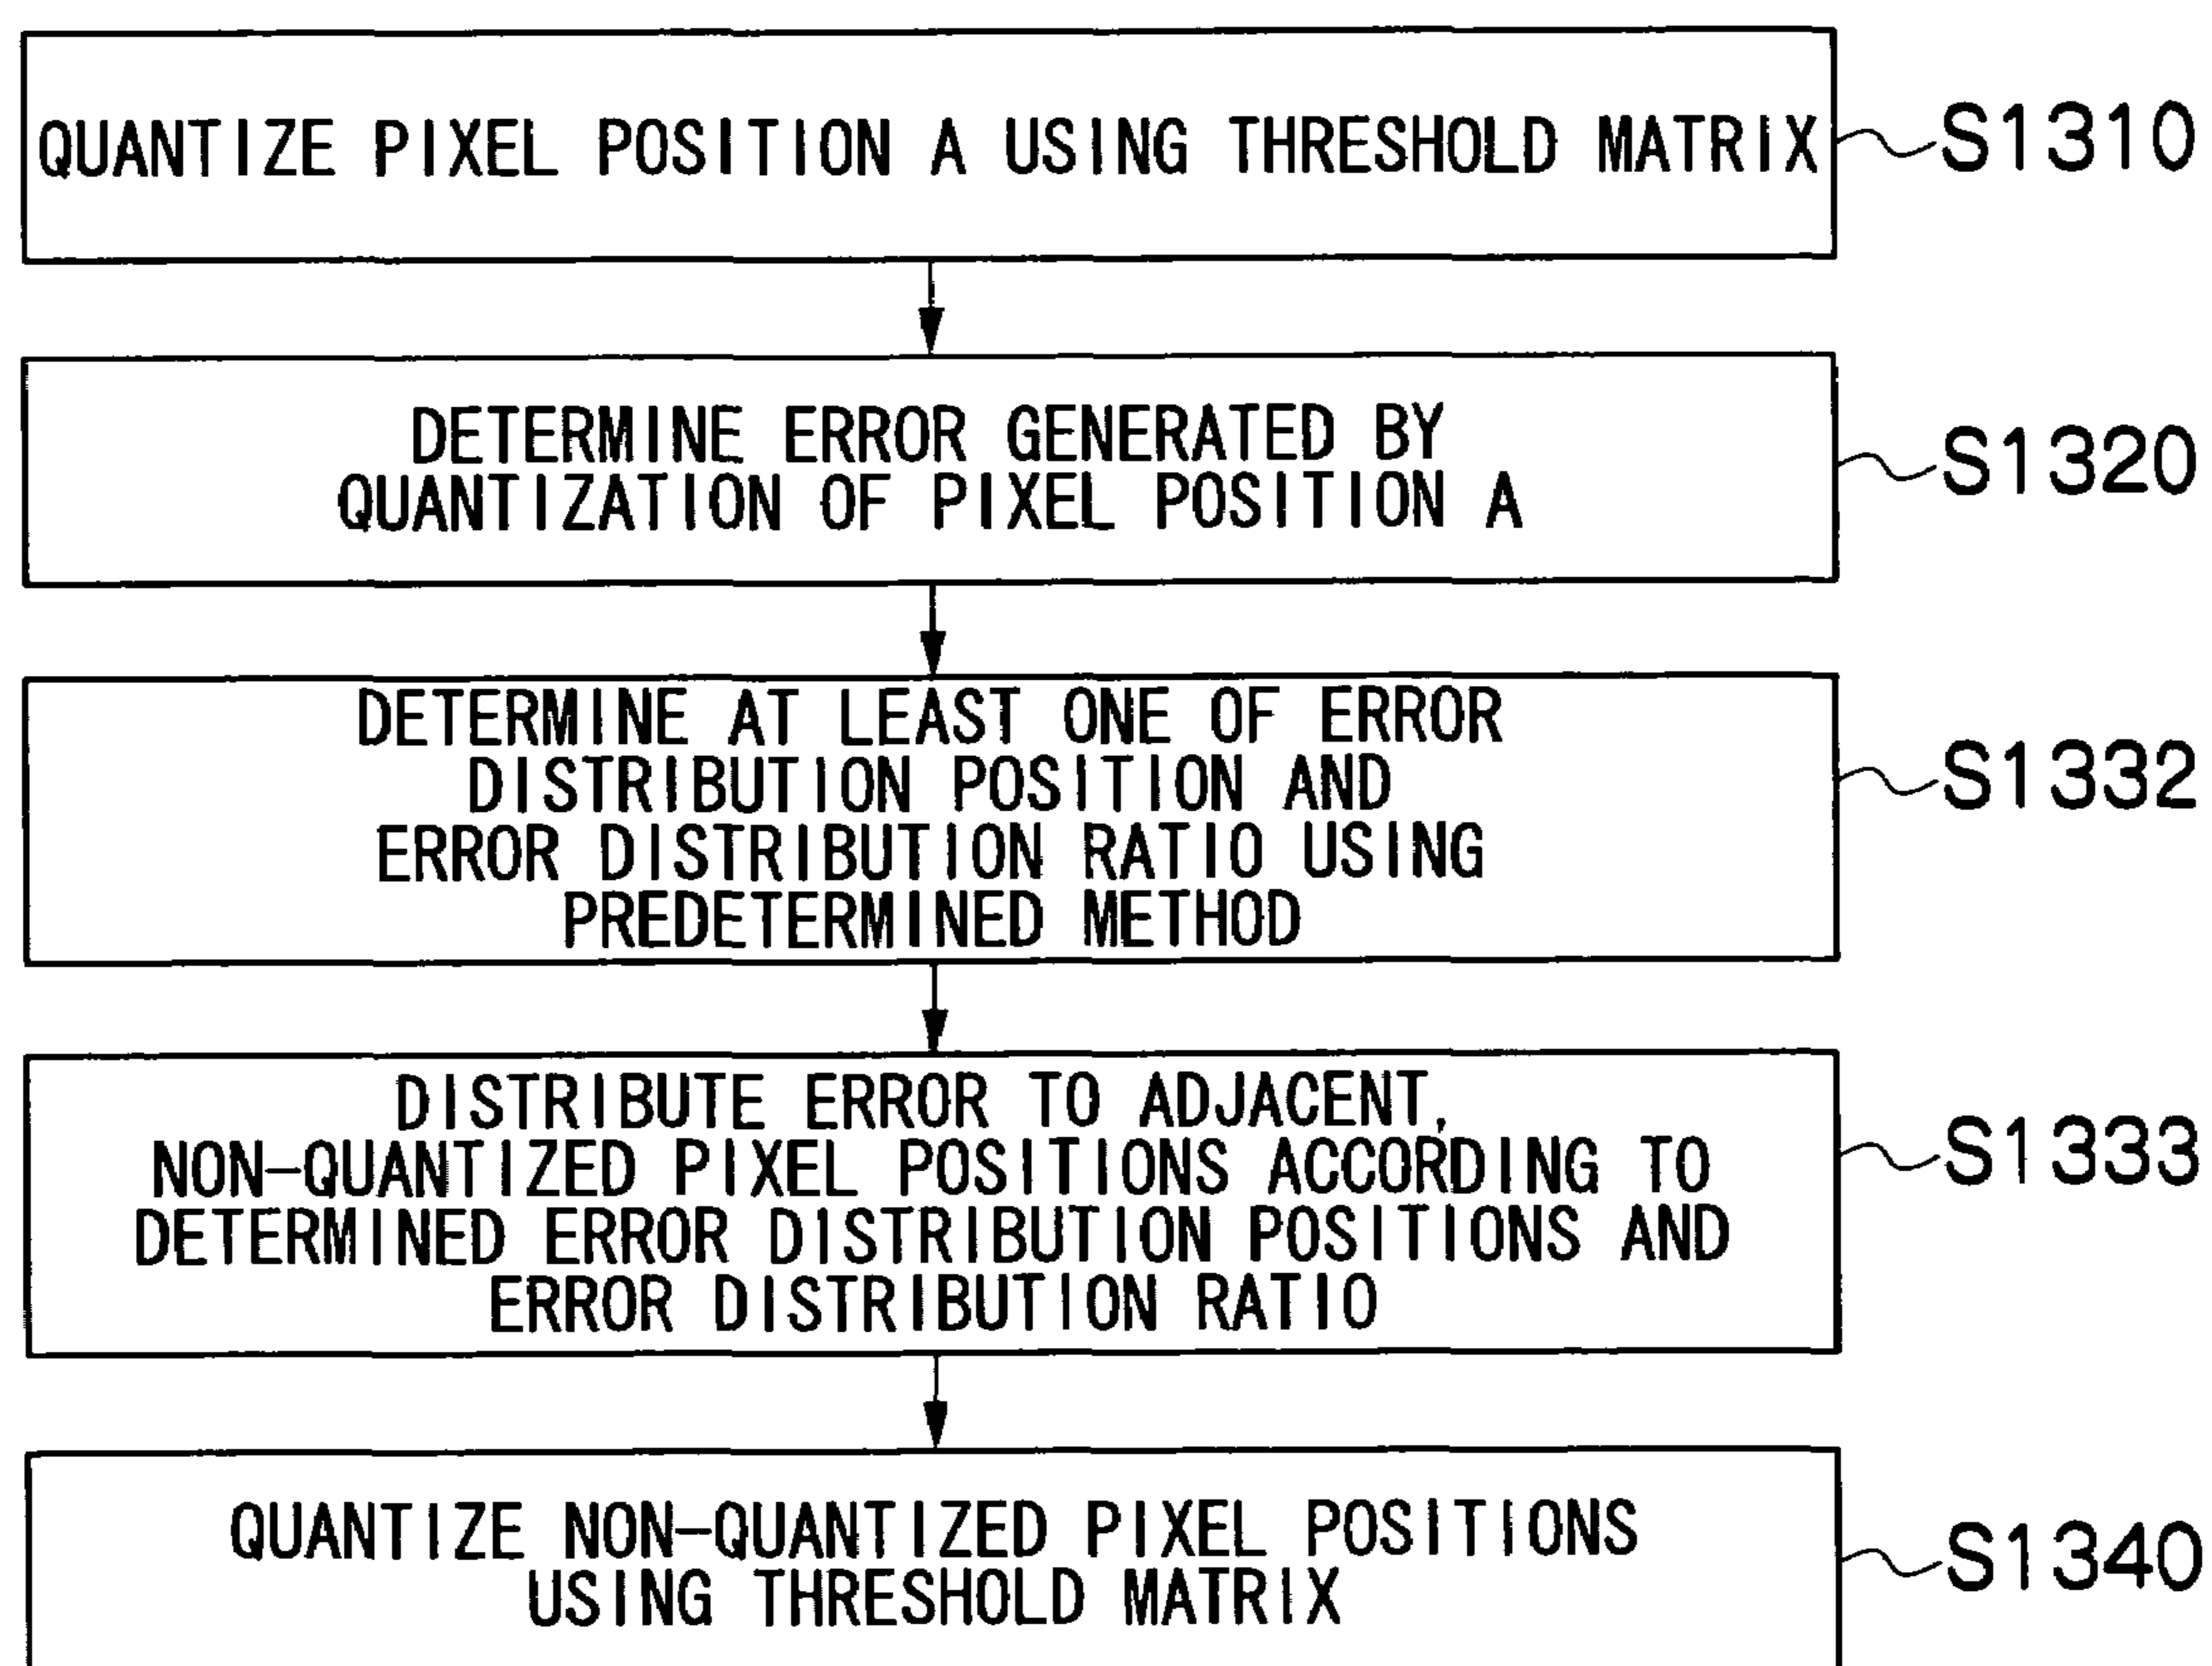 QUANTIZE PIXEL POSITION A USING THRESHOLD MATRIX
S1310
DETERMINE ERROR GENERATED BY
QUANTIZATION OF PIXEL POSITION A
S1320
DETERMINE AT LEAST ONE OF ERROR
DISTRIBUTION POSITION AND
ERROR DISTRIBUTION RATIO USING
PREDETERMINED METHOD
S1332
DISTRIBUTE ERROR TO ADJACENT,
NON-QUANTIZED PIXEL POSITIONS ACCORDING TO
DETERMINED ERROR DISTRIBUTION POSITIONS AND
ERROR DISTRIBUTION RATIO
S1333
QUANTIZE NON-QUANTIZED PIXEL POSITIONS
USING THRESHOLD MATRIX
S1340